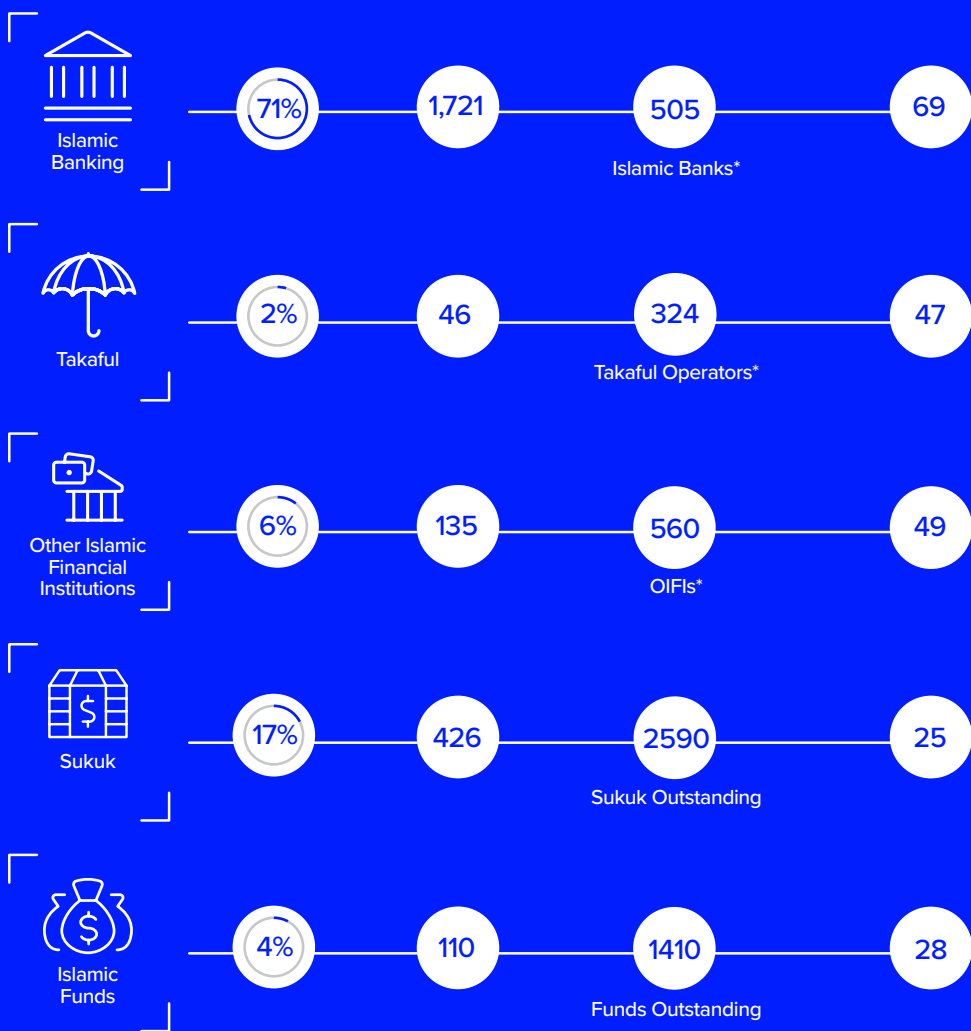 Islamic
Banking
71%
1,721
505
Islamic Banks*
69
Takaful
2%
46
324
Takaful Operators*
47
Other Islamic
Financial
Institutions
6%
135
560
OIFIs*
49
$
Sukuk
17%
426
2590
Sukuk Outstanding
25
$
Islamic
Funds
4%
110
1410
Funds Outstanding
28